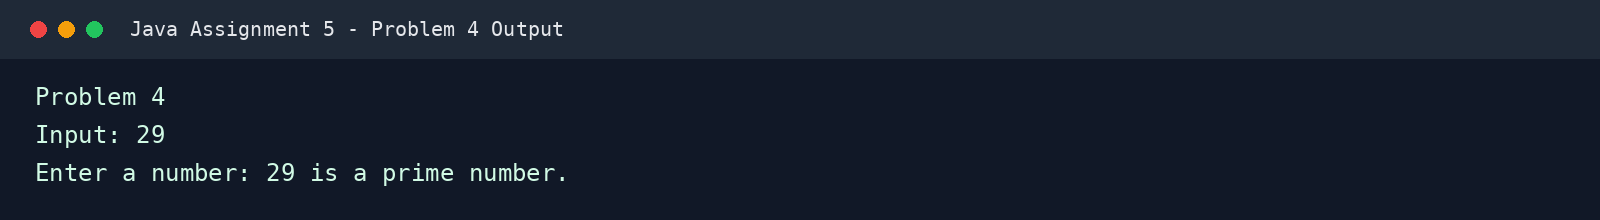 Java Assignment 5 - Problem 4 Output
Problem 4
Input: 29
Enter a number: 29 is a prime number.